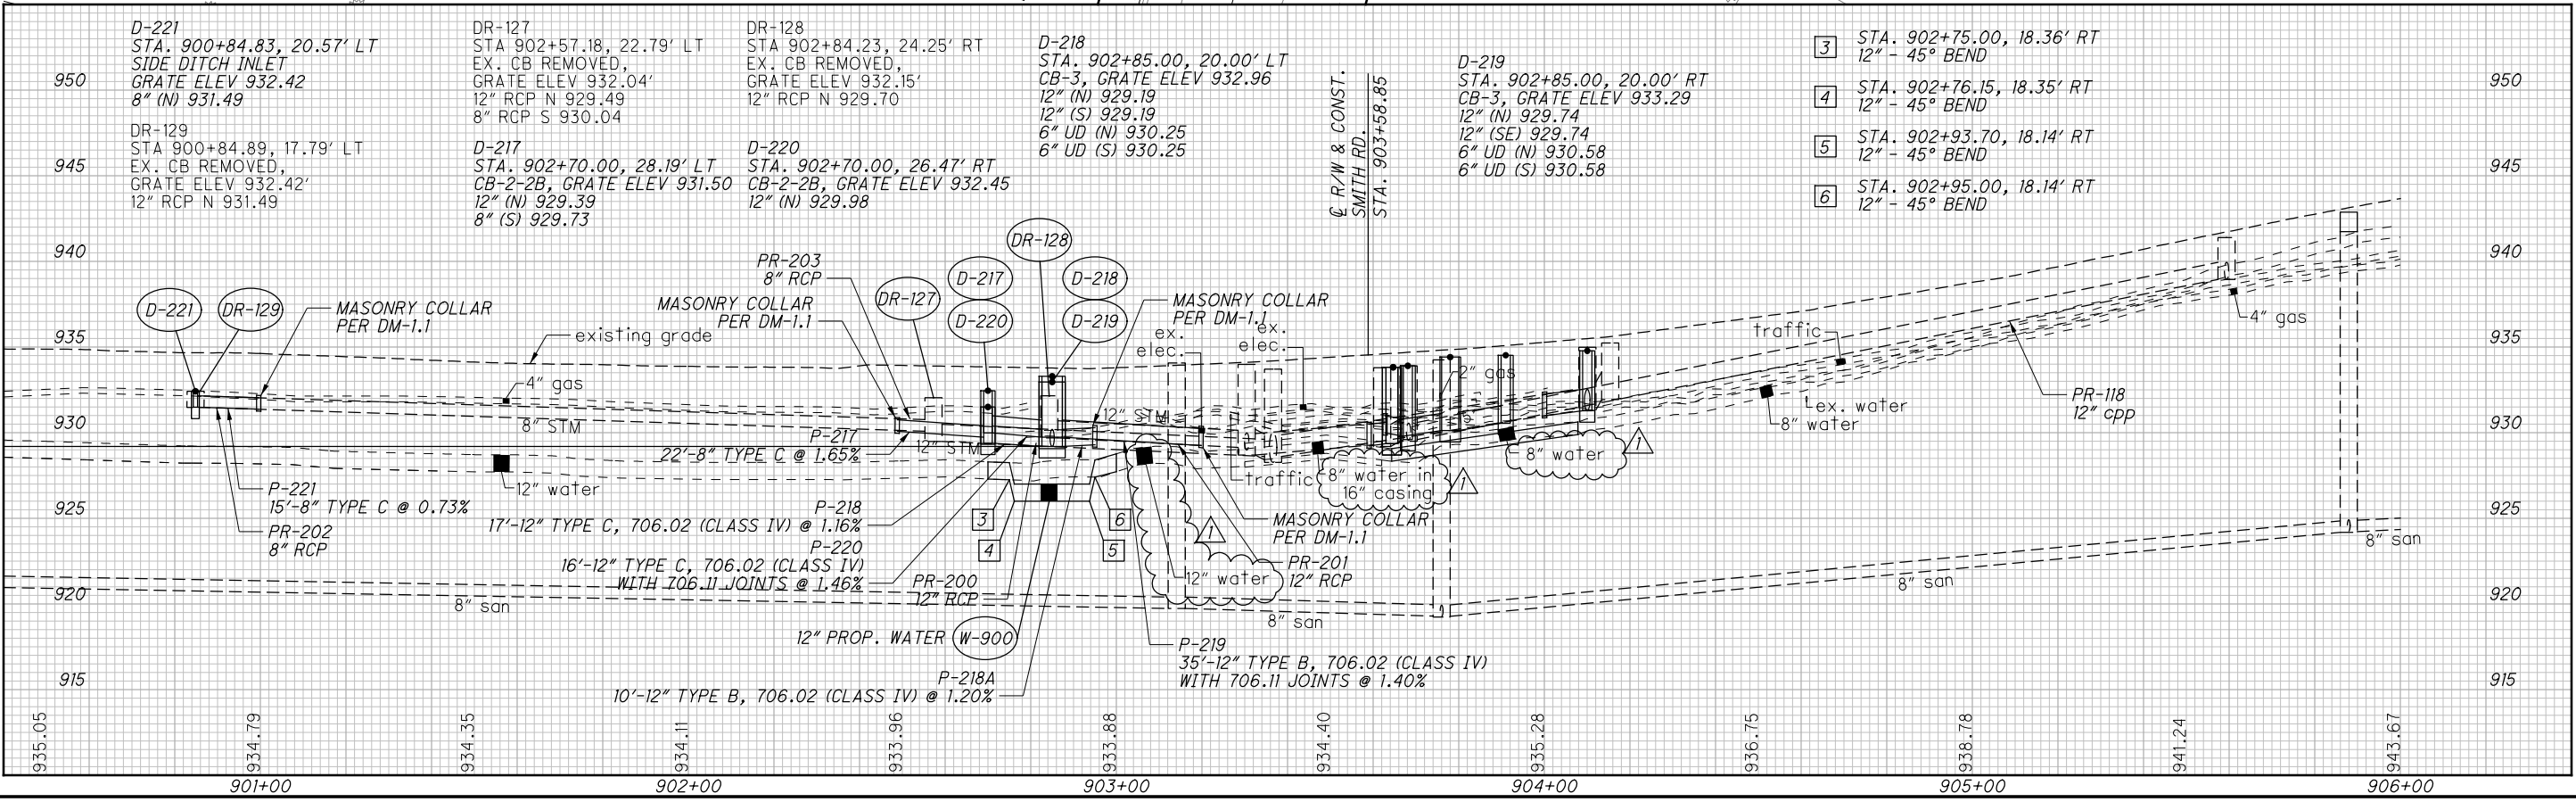 D-221
STA. 900+84.83, 20.57' LT
SIDE DITCH INLET
GRATE ELEV 932.42
8" (N) 931.49
DR-129
STA 900+84.89, 17.79' LT
EX. CB REMOVED,
GRATE ELEV 932.42'
12" RCP N 931.49
DR-127
STA 902+57.18, 22.79' LT
EX. CB REMOVED,
GRATE ELEV 932.04'
12" RCP N 929.49
8" RCP S 930.04
D-217
STA. 902+70.00, 28.19' LT
CB-2-2B, GRATE ELEV 931.50
12" (N) 929.39
8" (S) 929.73
DR-128
STA 902+84.23, 24.25' RT
EX. CB REMOVED,
GRATE ELEV 932.15'
12" RCP N 929.70
D-220
STA. 902+70.00, 26.47' RT
CB-2-2B, GRATE ELEV 932.45
12" (N) 929.98
D-218
STA. 902+85.00, 20.00' LT
CB-3, GRATE ELEV 932.96
12" (N) 929.19
12" (S) 929.19
6" UD (N) 930.25
6" UD (S) 930.25
℄ R/W & CONST.
SMITH RD.
STA. 903+58.85
D-219
STA. 902+85.00, 20.00' RT
CB-3, GRATE ELEV 933.29
12" (N) 929.74
12" (SE) 929.74
6" UD (N) 930.58
6" UD (S) 930.58
3 STA. 902+75.00, 18.36' RT
12" - 45° BEND
4 STA. 902+76.15, 18.35' RT
12" - 45° BEND
5 STA. 902+93.70, 18.14' RT
12" - 45° BEND
6 STA. 902+95.00, 18.14' RT
12" - 45° BEND
950
945
940
935
930
925
920
915
950
945
940
935
930
925
920
915
D-221
DR-129
MASONRY COLLAR
PER DM-1.1
existing grade
4" gas
8" STM
12" water
P-221
15'-8" TYPE C @ 0.73%
PR-202
8" RCP
8" san
PR-203
8" RCP
MASONRY COLLAR
PER DM-1.1
DR-127
D-217
D-220
DR-128
D-218
D-219
MASONRY COLLAR
PER DM-1.1
ex.
elec.
ex.
elec.
12" STM
12" STM
P-217
22'-8" TYPE C @ 1.65%
P-218
17'-12" TYPE C, 706.02 (CLASS IV) @ 1.16%
P-220
16'-12" TYPE C, 706.02 (CLASS IV)
WITH 706.11 JOINTS @ 1.46%
PR-200
12" RCP
12" PROP. WATER W-900
P-218A
10'-12" TYPE B, 706.02 (CLASS IV) @ 1.20%
3
4
6
5
1
12" water
P-219
35'-12" TYPE B, 706.02 (CLASS IV)
WITH 706.11 JOINTS @ 1.40%
PR-201
12" RCP
MASONRY COLLAR
PER DM-1.1
8" san
traffic
8" water in
16" casing
1
2" gas
8" water
1
traffic
ex. water
8" water
PR-118
12" cpp
4" gas
8" san
8" san
935.05
934.79
934.35
934.11
933.96
933.88
934.40
935.28
936.75
938.78
941.24
943.67
901+00
902+00
903+00
904+00
905+00
906+00